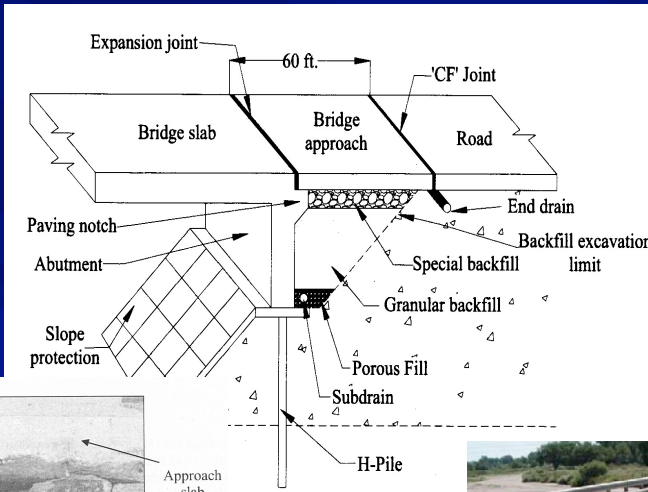 Expansion joint
60 ft.
'CF' Joint
Bridge slab
Bridge
approach
Road
End drain
Paving notch
Backfill excavation
limit
Abutment
Special backfill
Granular backfill
Slope
protection
Porous Fill
Subdrain
H-Pile
Approach
slab